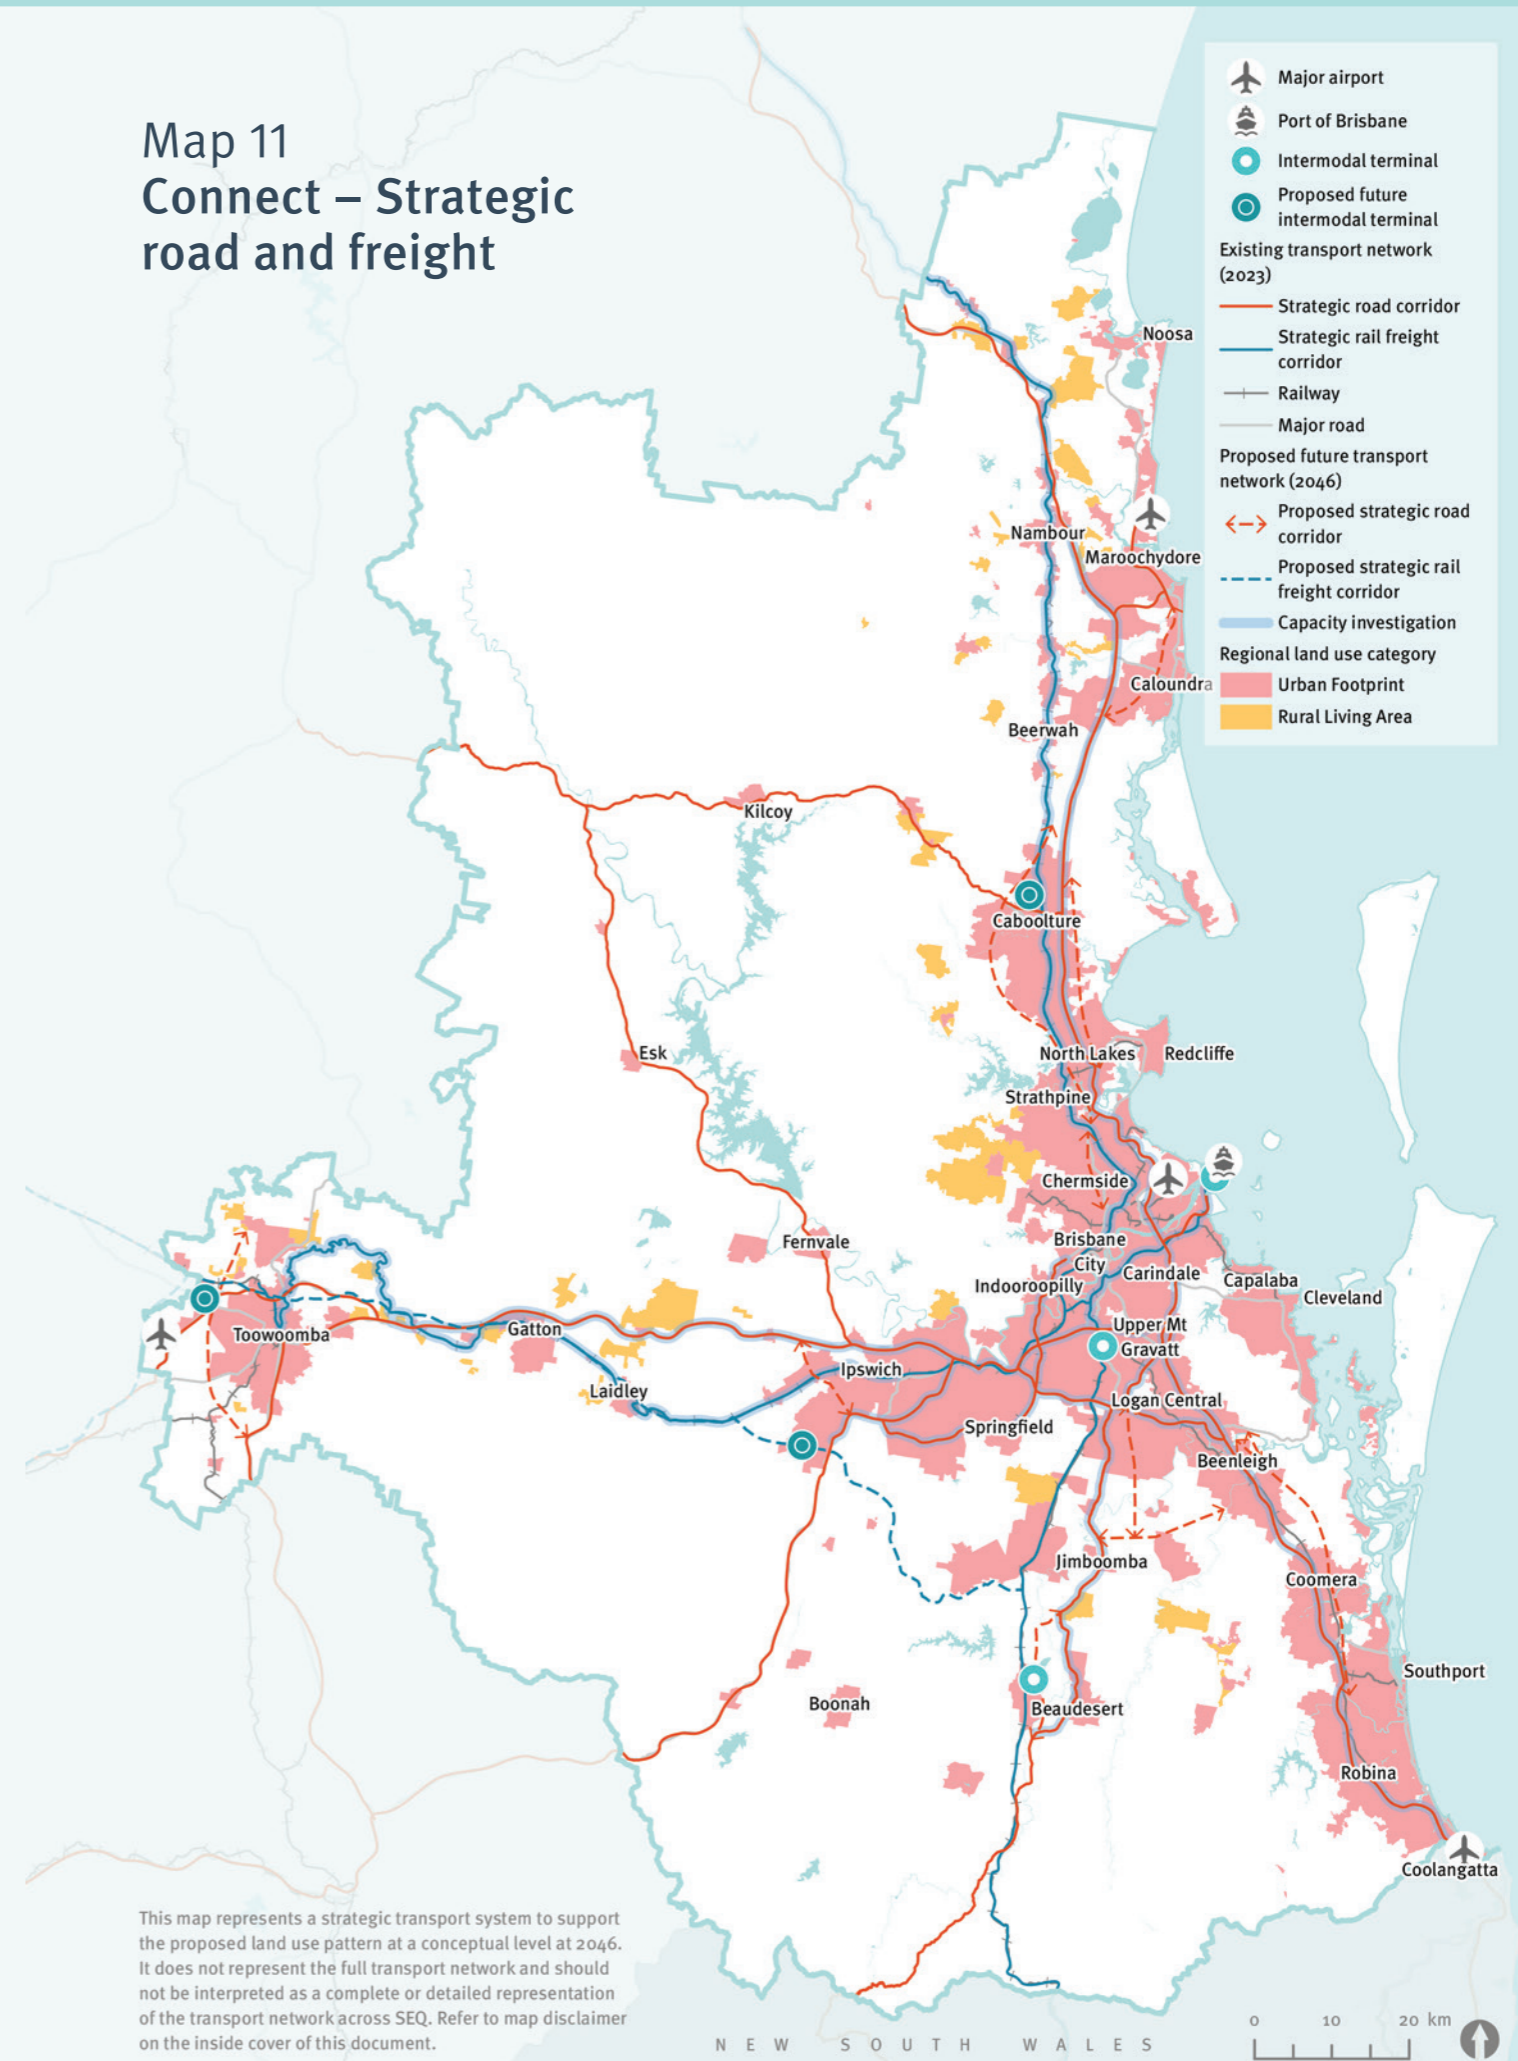 Map 11
Connect – Strategic
road and freight
Major airport
Port of Brisbane
Intermodal terminal
Proposed future
intermodal terminal
Existing transport network
(2023)
Strategic road corridor
Strategic rail freight
corridor
Railway
Major road
Proposed future transport
network (2046)
Proposed strategic road
corridor
Proposed strategic rail
freight corridor
Capacity investigation
Regional land use category
Urban Footprint
Rural Living Area
Noosa
Nambour
Maroochydore
Caloundra
Beerwah
Kilcoy
Caboolture
Esk
North Lakes
Redcliffe
Strathpine
Chermside
Fernvale
Brisbane
City
Indooroopilly
Carindale
Capalaba
Cleveland
Toowoomba
Gatton
Upper Mt
Gravatt
Ipswich
Laidley
Logan Central
Springfield
Beenleigh
Jimboomba
Coomera
Southport
Boonah
Beaudesert
Robina
Coolangatta
This map represents a strategic transport system to support
the proposed land use pattern at a conceptual level at 2046.
It does not represent the full transport network and should
not be interpreted as a complete or detailed representation
of the transport network across SEQ. Refer to map disclaimer
on the inside cover of this document.
NEW SOUTH WALES
0 10 20 km